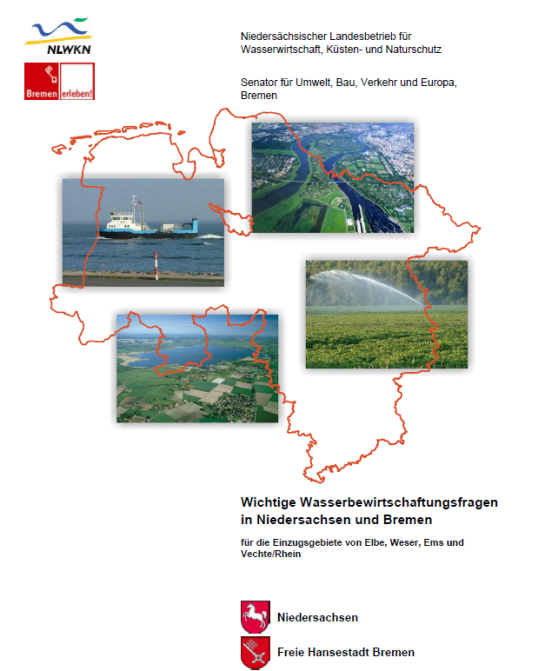 NLWKN
Bremen erleben!
Niedersächsischer Landesbetrieb für
Wasserwirtschaft, Küsten- und Naturschutz
Senator für Umwelt, Bau, Verkehr und Europa,
Bremen
Wichtige Wasserbewirtschaftungsfragen
in Niedersachsen und Bremen
für die Einzugsgebiete von Elbe, Weser, Ems und
Vechte/Rhein
Niedersachsen
Freie Hansestadt Bremen